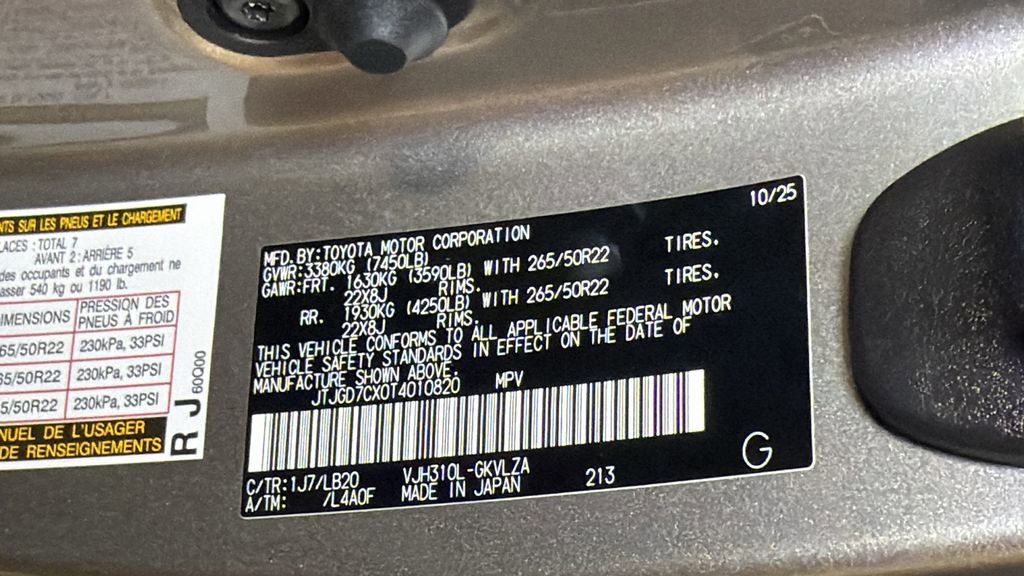 NTS SUR LES PNEUS ET LE CHARGEMENT
LACES : TOTAL 7
AVANT 2 : ARRIÈRE 5
des occupants et du chargement ne
asser 540 kg ou 1190 lb.
IMENSIONS PRESSION DES PNEUS À FROID
65/50R22 230kPa, 33PSI
65/50R22 230kPa, 33PSI
5/50R22 230kPa, 33PSI
NUEL DE L'USAGER
DE RENSEIGNEMENTS
RJ
60Q00
10/25
MFD.BY:TOYOTA MOTOR CORPORATION
GVWR:3380KG (7450LB)
GAWR:FRT. 1630KG (3590LB) WITH 265/50R22 TIRES.
22X8J RIMS.
RR. 1930KG (4250LB) WITH 265/50R22 TIRES.
22X8J RIMS.
THIS VEHICLE CONFORMS TO ALL APPLICABLE FEDERAL MOTOR
VEHICLE SAFETY STANDARDS IN EFFECT ON THE DATE OF
MANUFACTURE SHOWN ABOVE.
JTJGD7CX0T4010820 MPV
C/TR:1J7/LB20 VJH310L-GKVLZA
A/TM: /L4A0F MADE IN JAPAN 213
G